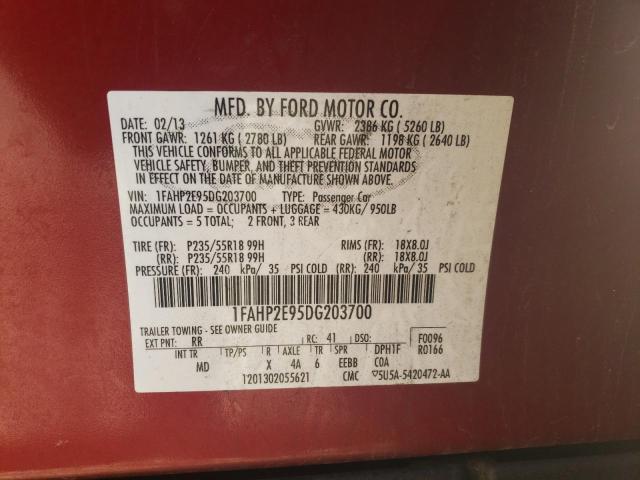 MFD. BY FORD MOTOR CO.
DATE: 02/13 GVWR: 2386 KG ( 5260 LB)
FRONT GAWR: 1261 KG ( 2780 LB) REAR GAWR: 1198 KG ( 2640 LB)
THIS VEHICLE CONFORMS TO ALL APPLICABLE FEDERAL MOTOR
VEHICLE SAFETY, BUMPER, AND THEFT PREVENTION STANDARDS
IN EFFECT ON THE DATE OF MANUFACTURE SHOWN ABOVE.
VIN: 1FAHP2E95DG203700 TYPE: Passenger Car
MAXIMUM LOAD = OCCUPANTS + LUGGAGE = 430KG/ 950LB
OCCUPANTS = 5 TOTAL; 2 FRONT, 3 REAR
TIRE (FR): P235/55R18 99H RIMS (FR): 18X8.0J
(RR): P235/55R18 99H (RR): 18X8.0J
PRESSURE (FR): 240 kPa/ 35 PSI COLD (RR): 240 kPa/ 35 PSI COLD
1FAHP2E95DG203700
TRAILER TOWING - SEE OWNER GUIDE
EXT PNT: RR RC: 41 DSO: F0096
INT TR TP/PS R AXLE TR SPR DPH1F R0166
MD X 4A 6 EEBB C0A
1201302055621 CMC 5U5A-5420472-AA